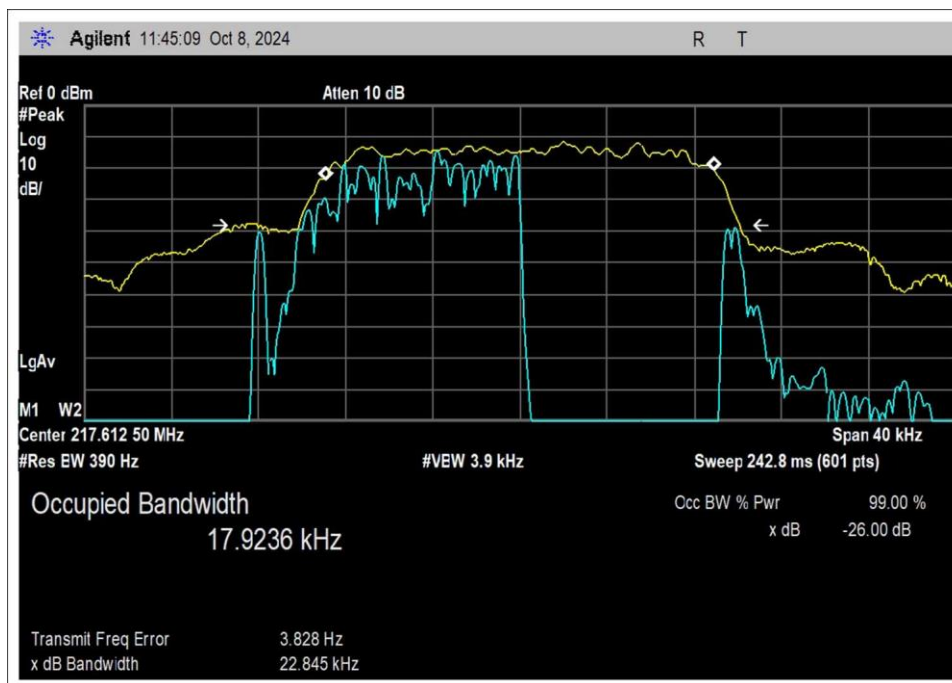 Agilent 11:45:09 Oct 8, 2024 R T
Ref 0 dBm Atten 10 dB
#Peak
Log
10
dB/
LgAv
M1 W2
Center 217.612 50 MHz Span 40 kHz
#Res BW 390 Hz #VBW 3.9 kHz Sweep 242.8 ms (601 pts)
Occupied Bandwidth Occ BW % Pwr 99.00 %
17.9236 kHz x dB -26.00 dB
Transmit Freq Error 3.828 Hz
x dB Bandwidth 22.845 kHz